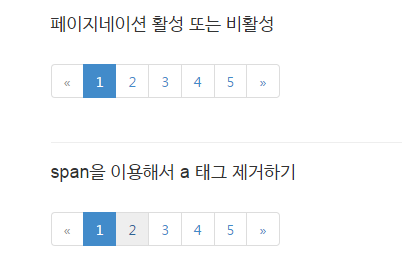 페이지네이션 활성 또는 비활성
« 1 2 3 4 5 »
span을 이용해서 a 태그 제거하기
« 1 2 3 4 5 »